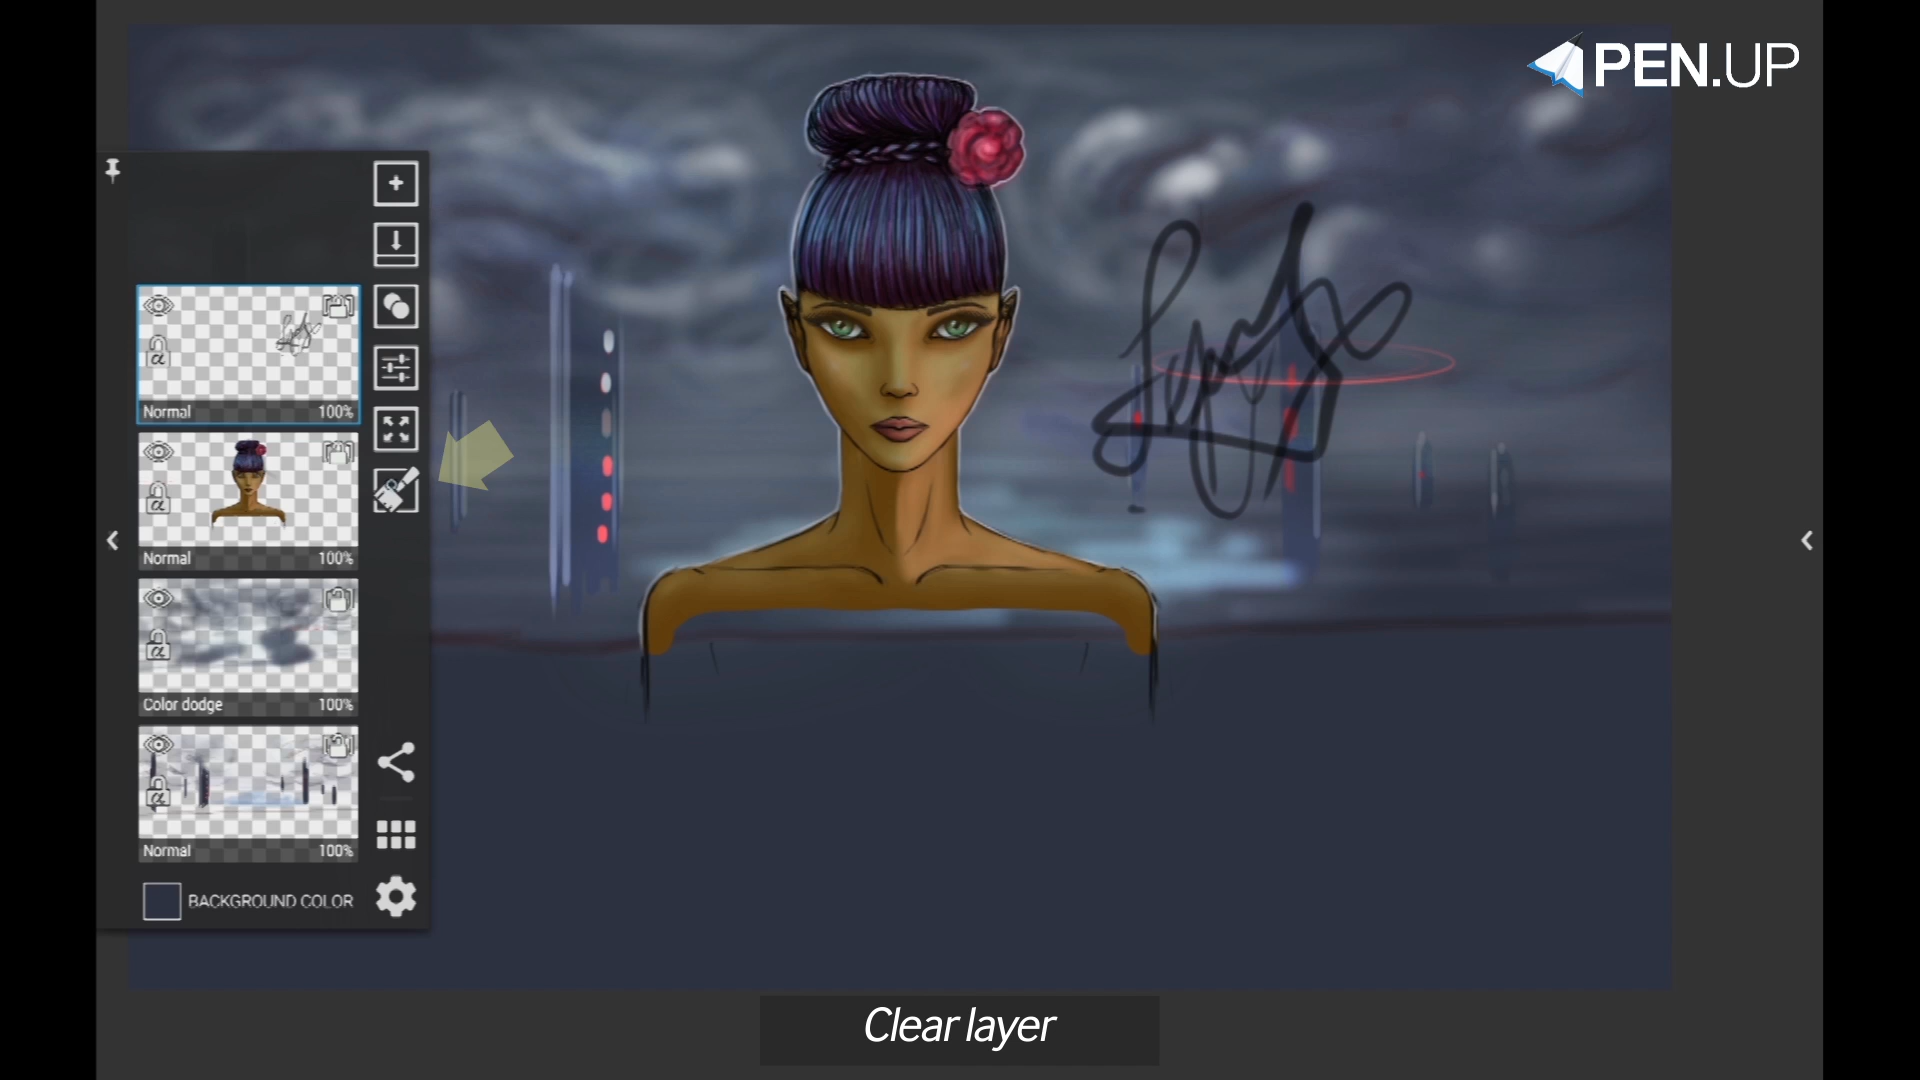 PEN.UP
Normal 100%
Normal 100%
Color dodge 100%
Normal 100%
BACKGROUND COLOR
Clear layer